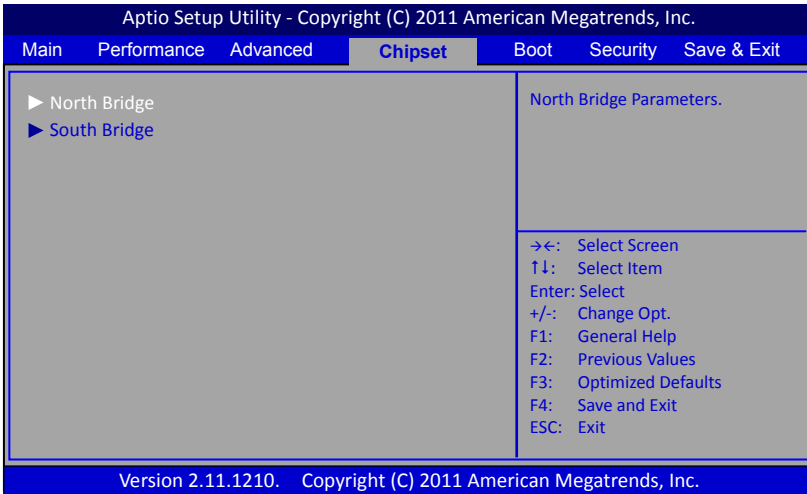 Aptio Setup Utility - Copyright (C) 2011 American Megatrends, Inc.
Main Performance Advanced Chipset Boot Security Save & Exit
► North Bridge
► South Bridge
North Bridge Parameters.
→←: Select Screen
↑↓: Select Item
Enter: Select
+/-: Change Opt.
F1: General Help
F2: Previous Values
F3: Optimized Defaults
F4: Save and Exit
ESC: Exit
Version 2.11.1210. Copyright (C) 2011 American Megatrends, Inc.